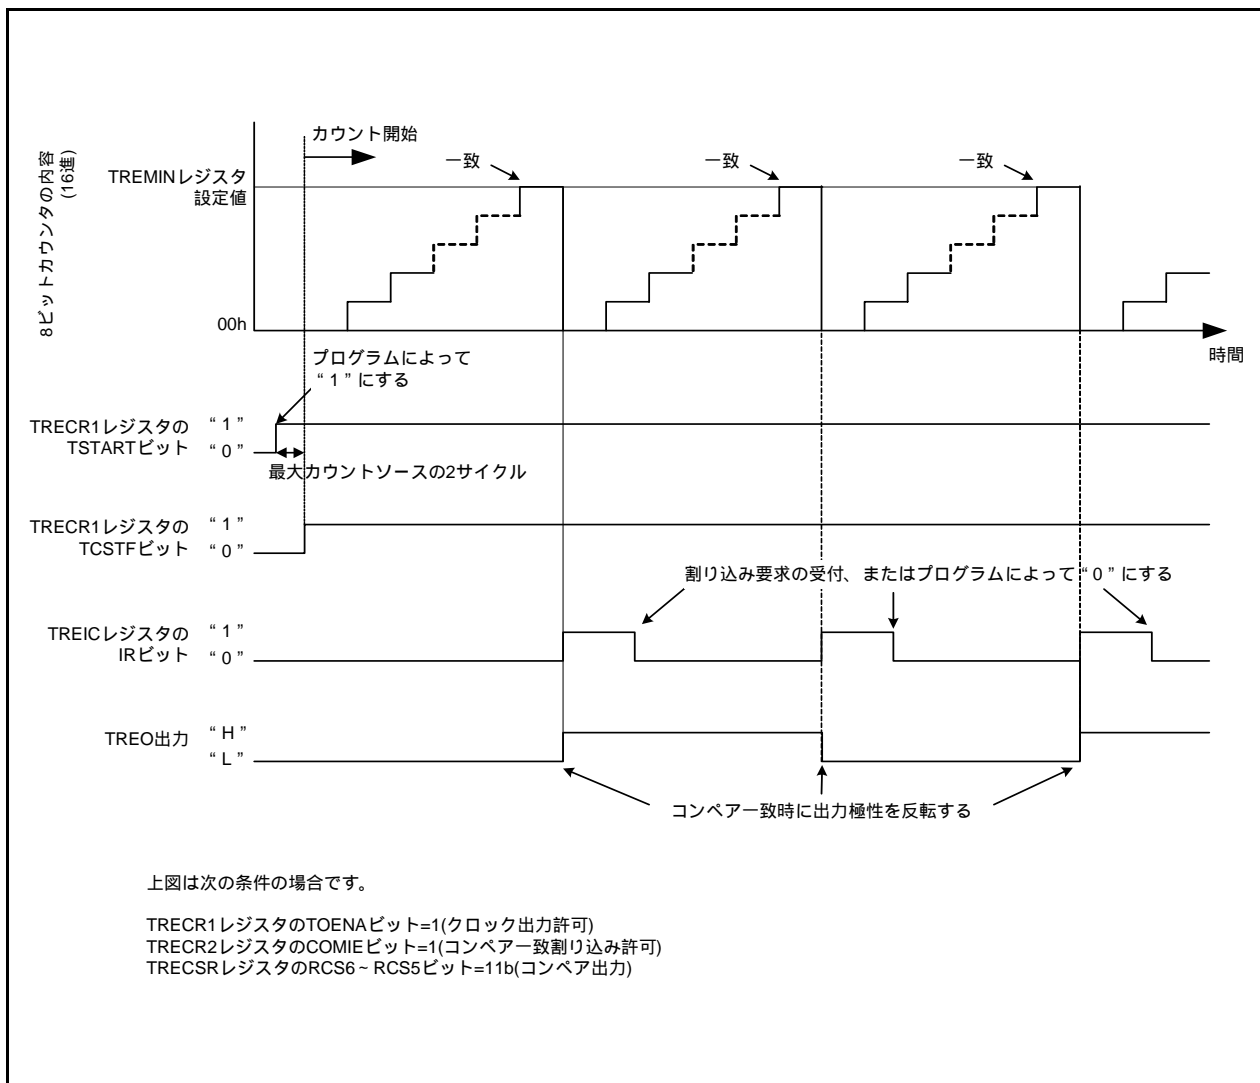 8ビットカウンタの内容
(16進)
カウント開始
一致
一致
一致
TREMINレジスタ
設定値
00h
時間
プログラムによって
“ 1 ” にする
TRECR1レジスタの
TSTARTビット
“ 1 ”
“ 0 ”
最大カウントソースの2サイクル
TRECR1レジスタの
TCSTFビット
“ 1 ”
“ 0 ”
割り込み要求の受付、またはプログラムによって “ 0 ” にする
TREICレジスタの
IRビット
“ 1 ”
“ 0 ”
TREO出力
“ H ”
“ L ”
コンペア一致時に出力極性を反転する
上図は次の条件の場合です。
TRECR1レジスタのTOENAビット=1(クロック出力許可)
TRECR2レジスタのCOMIEビット=1(コンペア一致割り込み許可)
TRECSRレジスタのRCS6 ~ RCS5ビット=11b(コンペア出力)